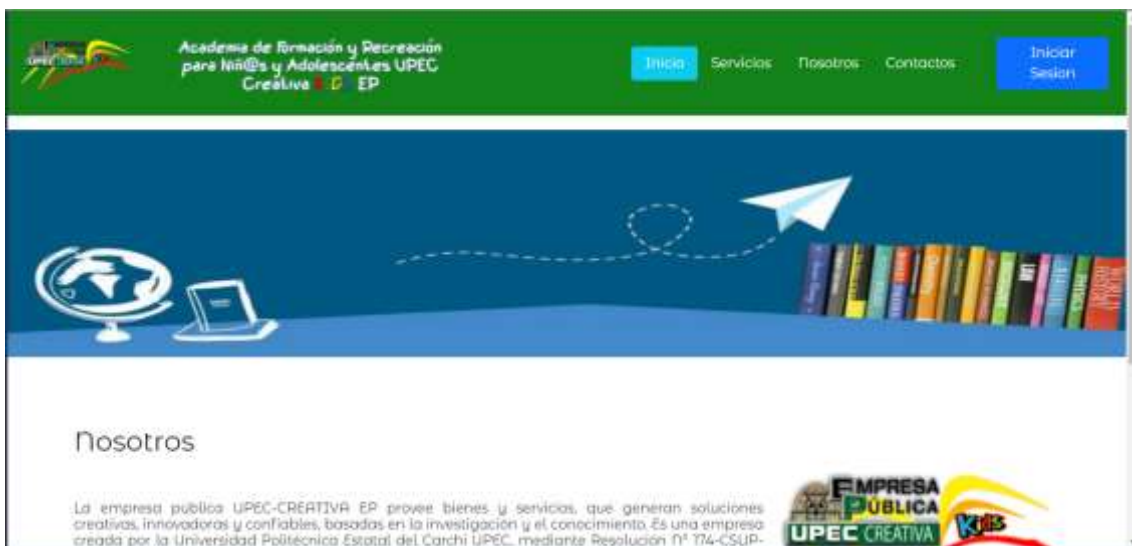 Academia de Formación y Recreación
para Niñ@s y Adolescentes UPEC
Creativa EP
Inicio
Servicios
Nosotros
Contactos
Iniciar
Sesion
LAW
PHYSICS
Nosotros
La empresa pública UPEC-CREATIVA EP provee bienes y servicios, que generan soluciones
creativas, innovadoras y confiables, basadas en la investigación y el conocimiento. Es una empresa
creada por la Universidad Politécnica Estatal del Carchi UPEC, mediante Resolución N° 174-CSUP-
EMPRESA
PÚBLICA
UPEC CREATIVA
Kids